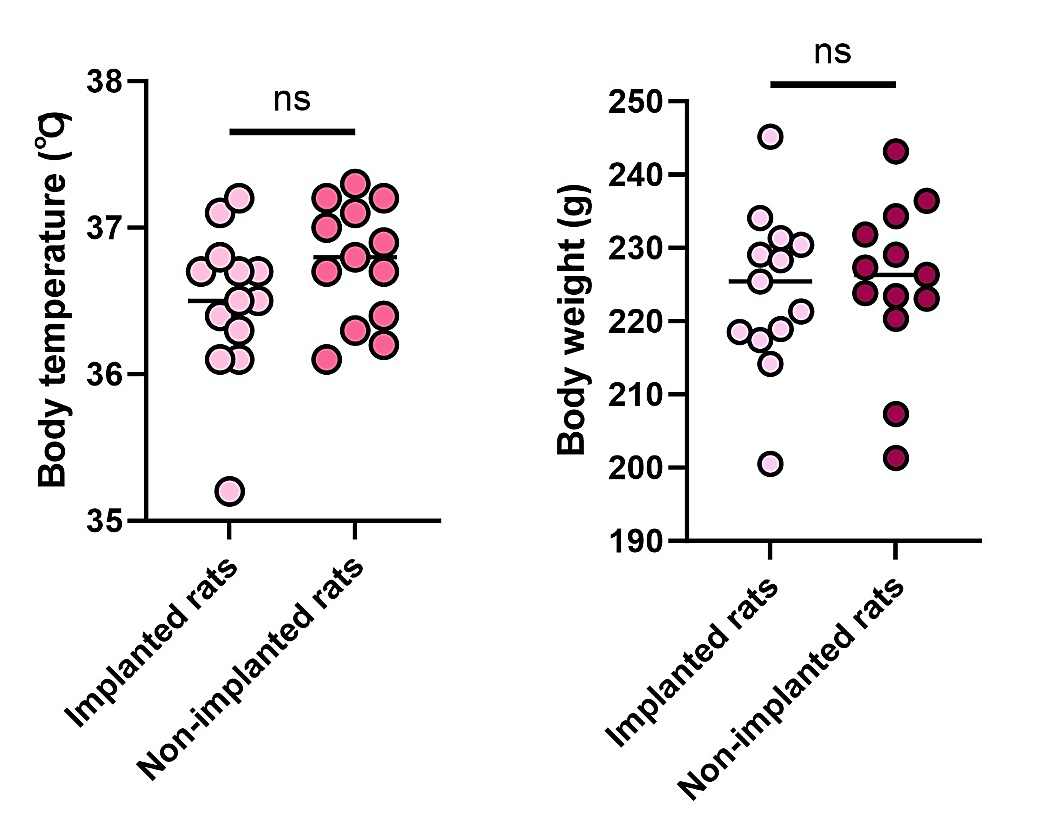 Body temperature (℃)
38
37
36
35
ns
Implanted rats
Non-implanted rats
Body weight (g)
250
240
230
220
210
200
190
ns
Implanted rats
Non-implanted rats